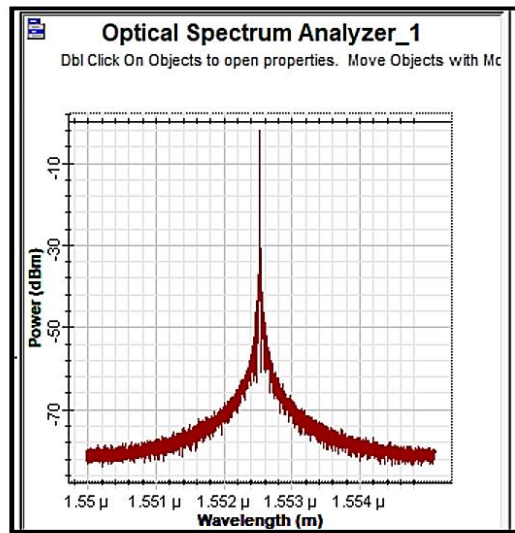 Optical Spectrum Analyzer_1
Dbl Click On Objects to open properties. Move Objects with Mo
Power (dBm)
-10
-30
-50
-70
1.55 µ 1.551 µ 1.552 µ 1.553 µ 1.554 µ
Wavelength (m)